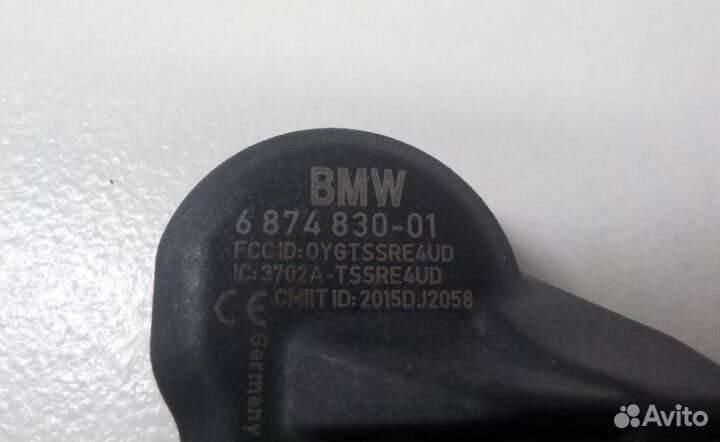 BMW
6 874 830-01
FCC ID: OYGTSSRE4UD
IC: 3702A-TSSRE4UD
CE CMIIT ID: 2015DJ2058
Germany
Avito